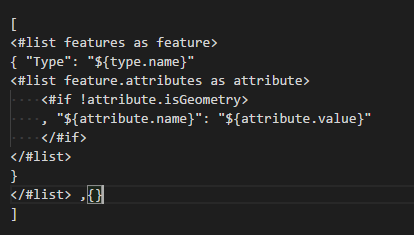 [
<#list features as feature>
{ "Type": "${type.name}"
<#list feature.attributes as attribute>
    <#if !attribute.isGeometry>
    , "${attribute.name}": "${attribute.value}"
    </#if>
</#list>
}
</#list> ,{}
]